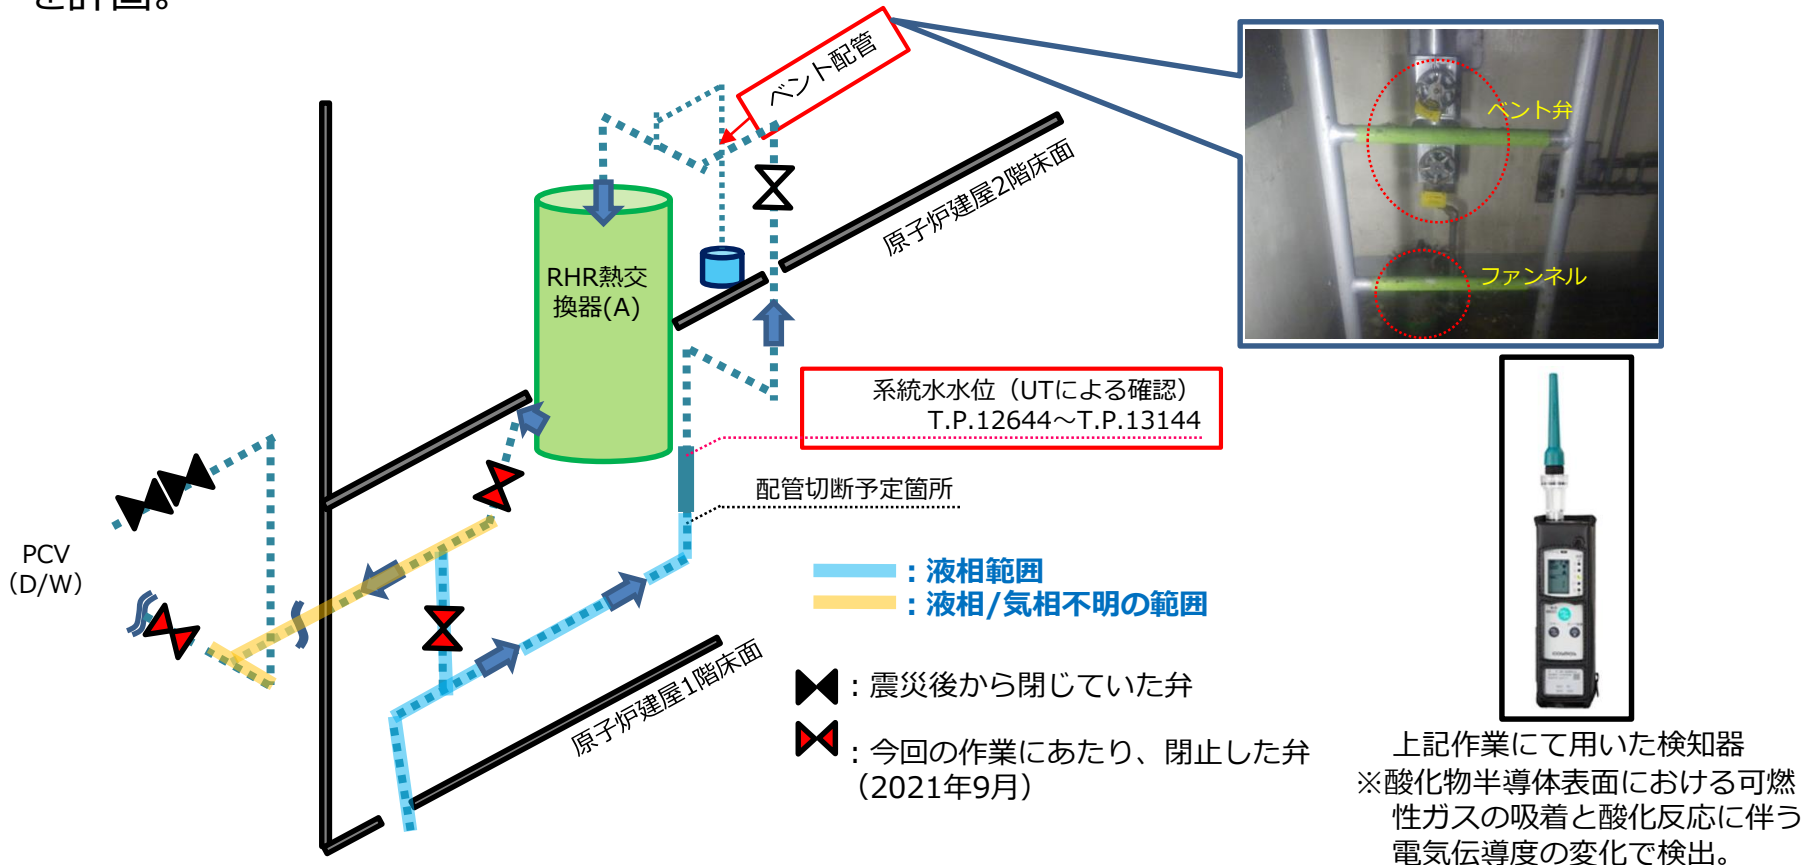 を計画。
ベント配管
ベント弁
ファンネル
原子炉建屋2階床面
RHR熱交
換器(A)
系統水水位（UTによる確認）
T.P.12644～T.P.13144
配管切断予定箇所
PCV
（D/W）
：液相範囲
：液相/気相不明の範囲
原子炉建屋1階床面
：震災後から閉じていた弁
：今回の作業にあたり、閉止した弁
（2021年9月）
上記作業にて用いた検知器
※酸化物半導体表面における可燃
性ガスの吸着と酸化反応に伴う
電気伝導度の変化で検出。